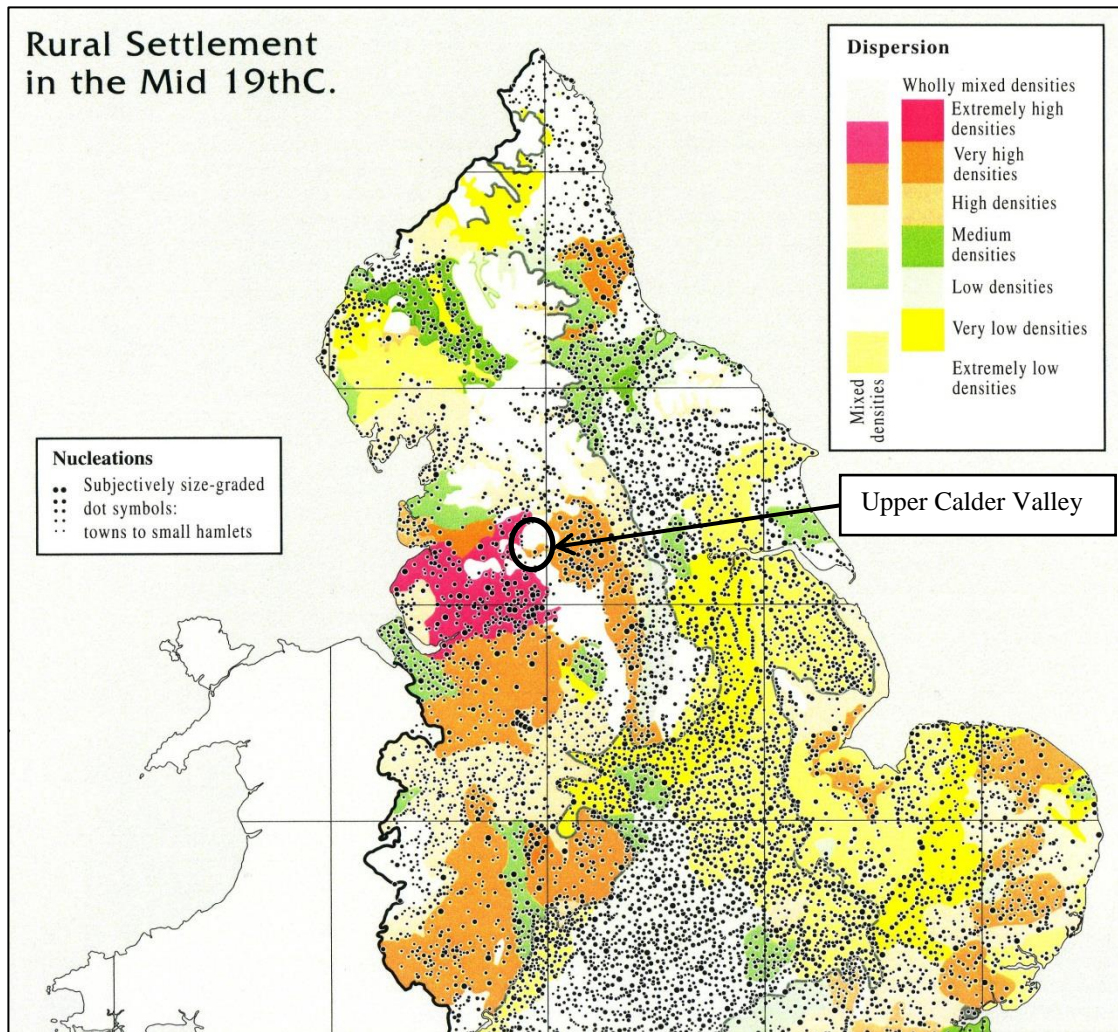 Rural Settlement
in the Mid 19thC.
Dispersion
Wholly mixed densities
Extremely high
densities
Very high
densities
High densities
Medium
densities
Low densities
Very low densities
Extremely low
densities
Mixed
densities
Nucleations
Subjectively size-graded
dot symbols:
towns to small hamlets
Upper Calder Valley